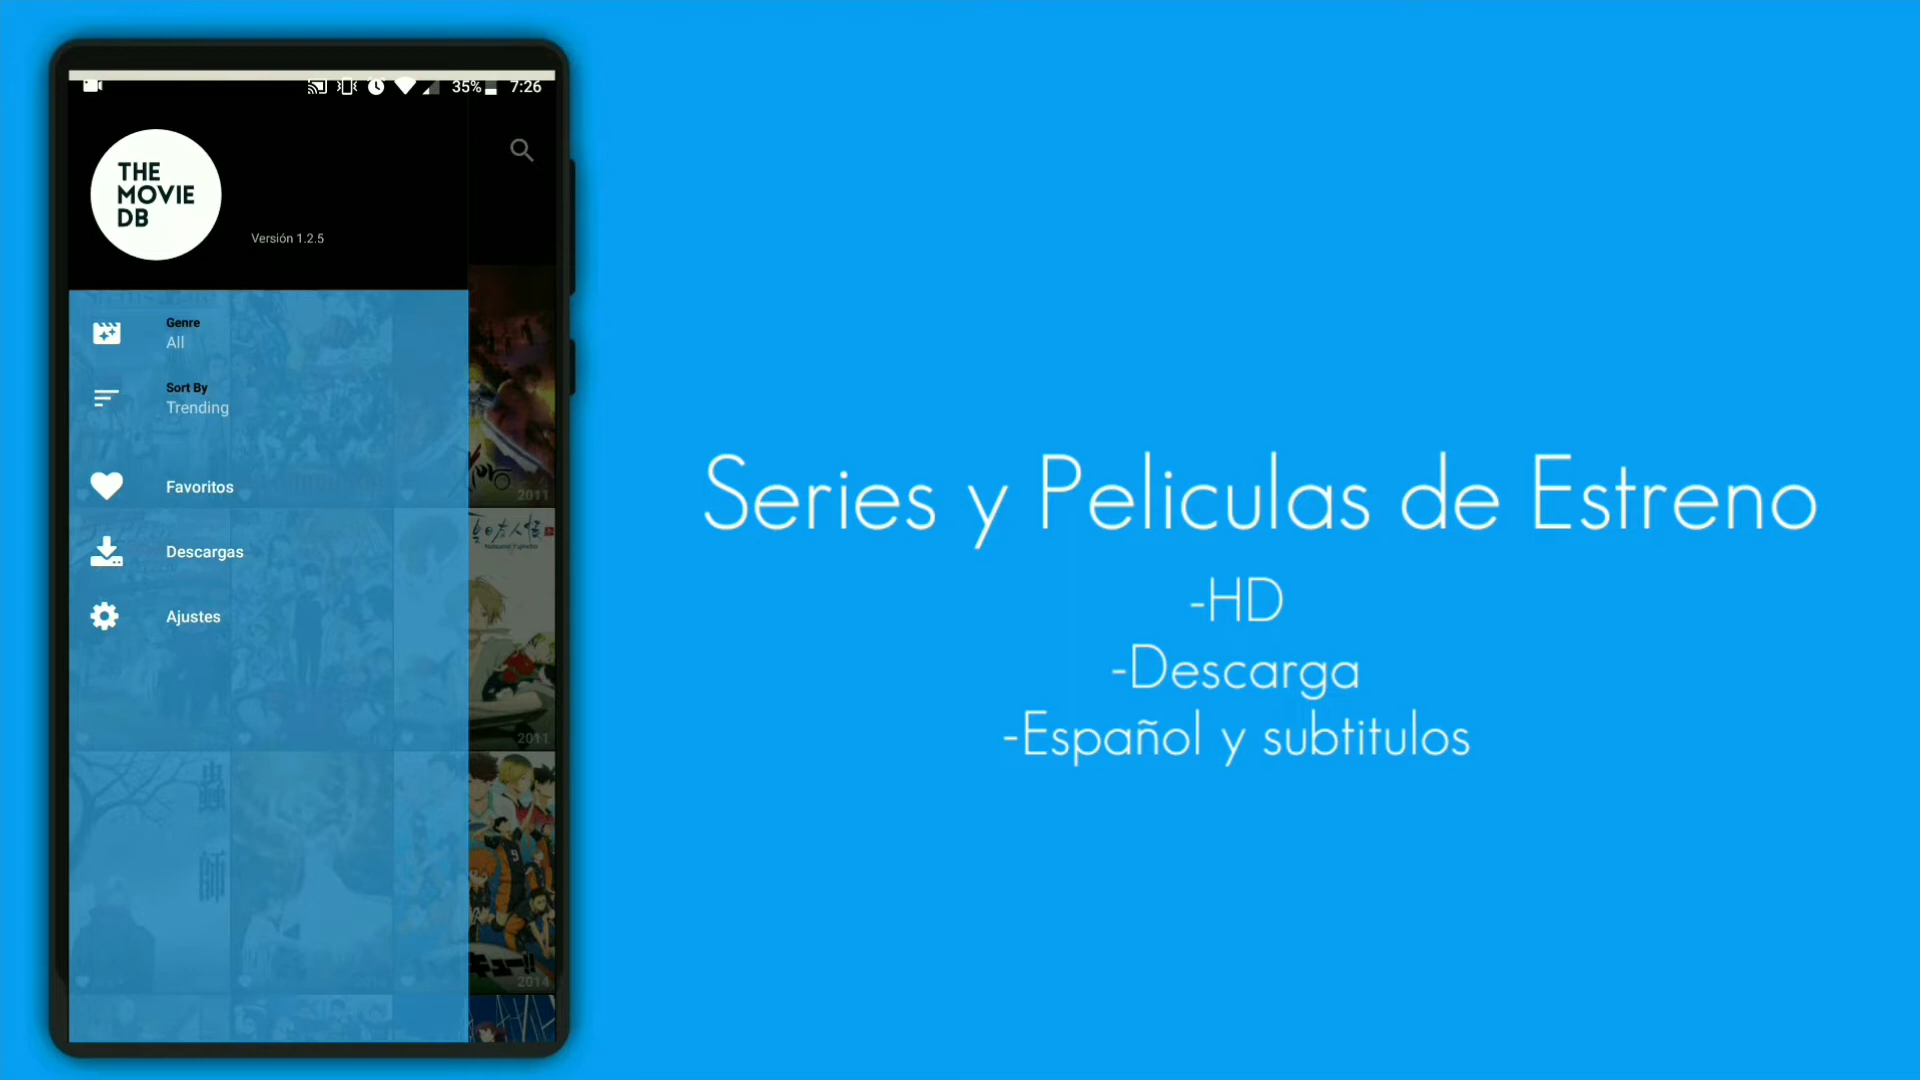 35% 7:26
THE
MOVIE
DB
Versión 1.2.5
Genre
All
Sort By
Trending
Favoritos
Descargas
Ajustes
2011
2011
2014
Series y Peliculas de Estreno
-HD
-Descarga
-Español y subtitulos